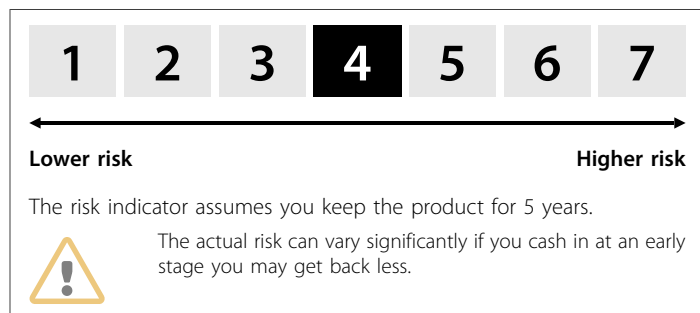 1 2 3 4 5 6 7
Lower risk Higher risk
The risk indicator assumes you keep the product for 5 years.
The actual risk can vary significantly if you cash in at an early
stage you may get back less.